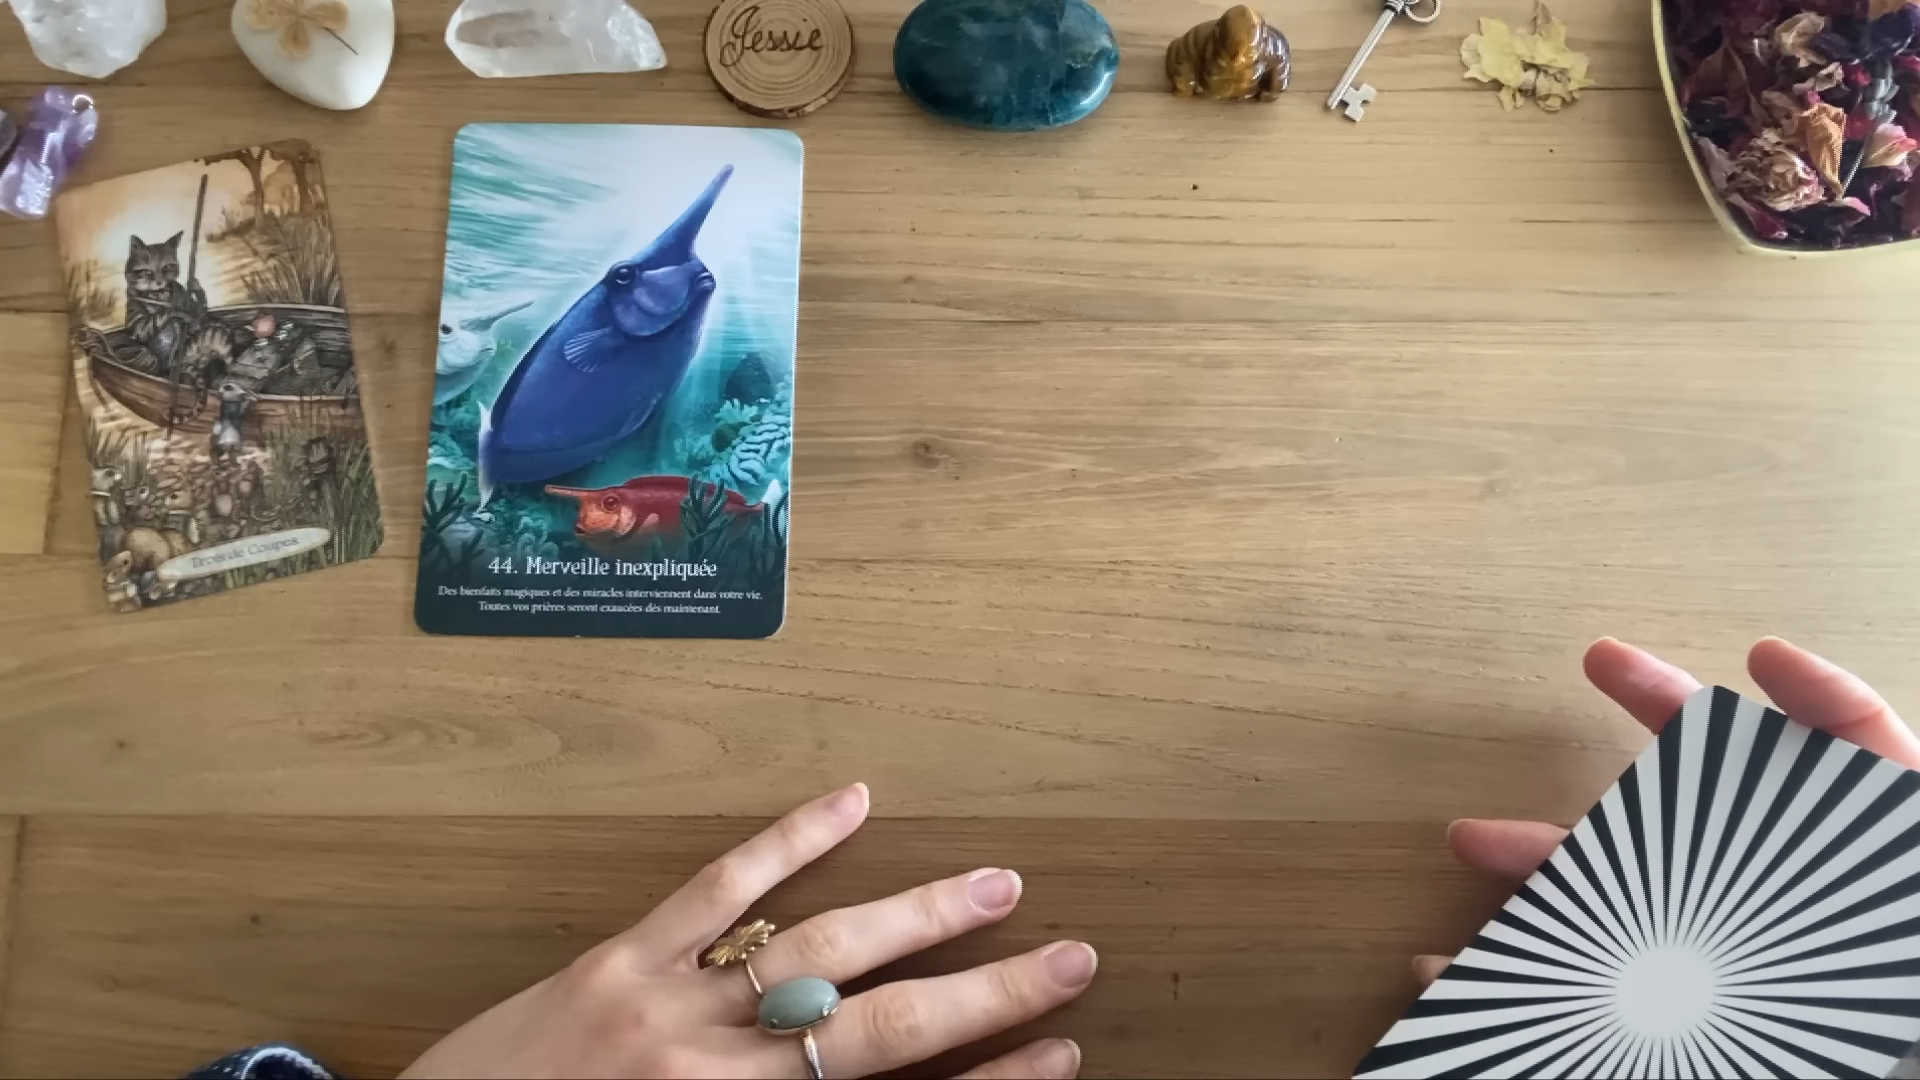 Jessie
Trois de Coupes
44. Merveille inexpliquée
Des bienfaits magiques et des miracles interviennent dans votre vie.
Toutes vos prières seront exaucées dès maintenant.